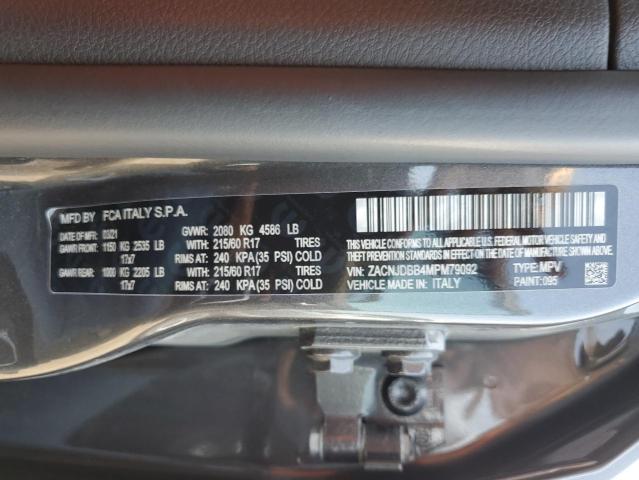 MFD BY FCA ITALY S.P.A.
DATE OF MFR: 03/21 GVWR: 2080 KG 4586 LB
GAWR FRONT: 1150 KG 2535 LB WITH: 215/60 R17 TIRES
17x7 RIMS AT: 240 KPA (35 PSI) COLD
GAWR REAR: 1000 KG 2205 LB WITH: 215/60 R17 TIRES
17x7 RIMS AT: 240 KPA (35 PSI) COLD
THIS VEHICLE CONFORMS TO ALL APPLICABLE FEDERAL MOTOR VEHICLE SAFETY,
BUMPER, AND THEFT PREVENTION STANDARDS IN EFFECT ON THE
DATE OF MANUFACTURE SHOWN ABOVE.
VIN: ZACNJDBB4MPM79092 TYPE: MPV
VEHICLE MADE IN: ITALY PAINT: 095